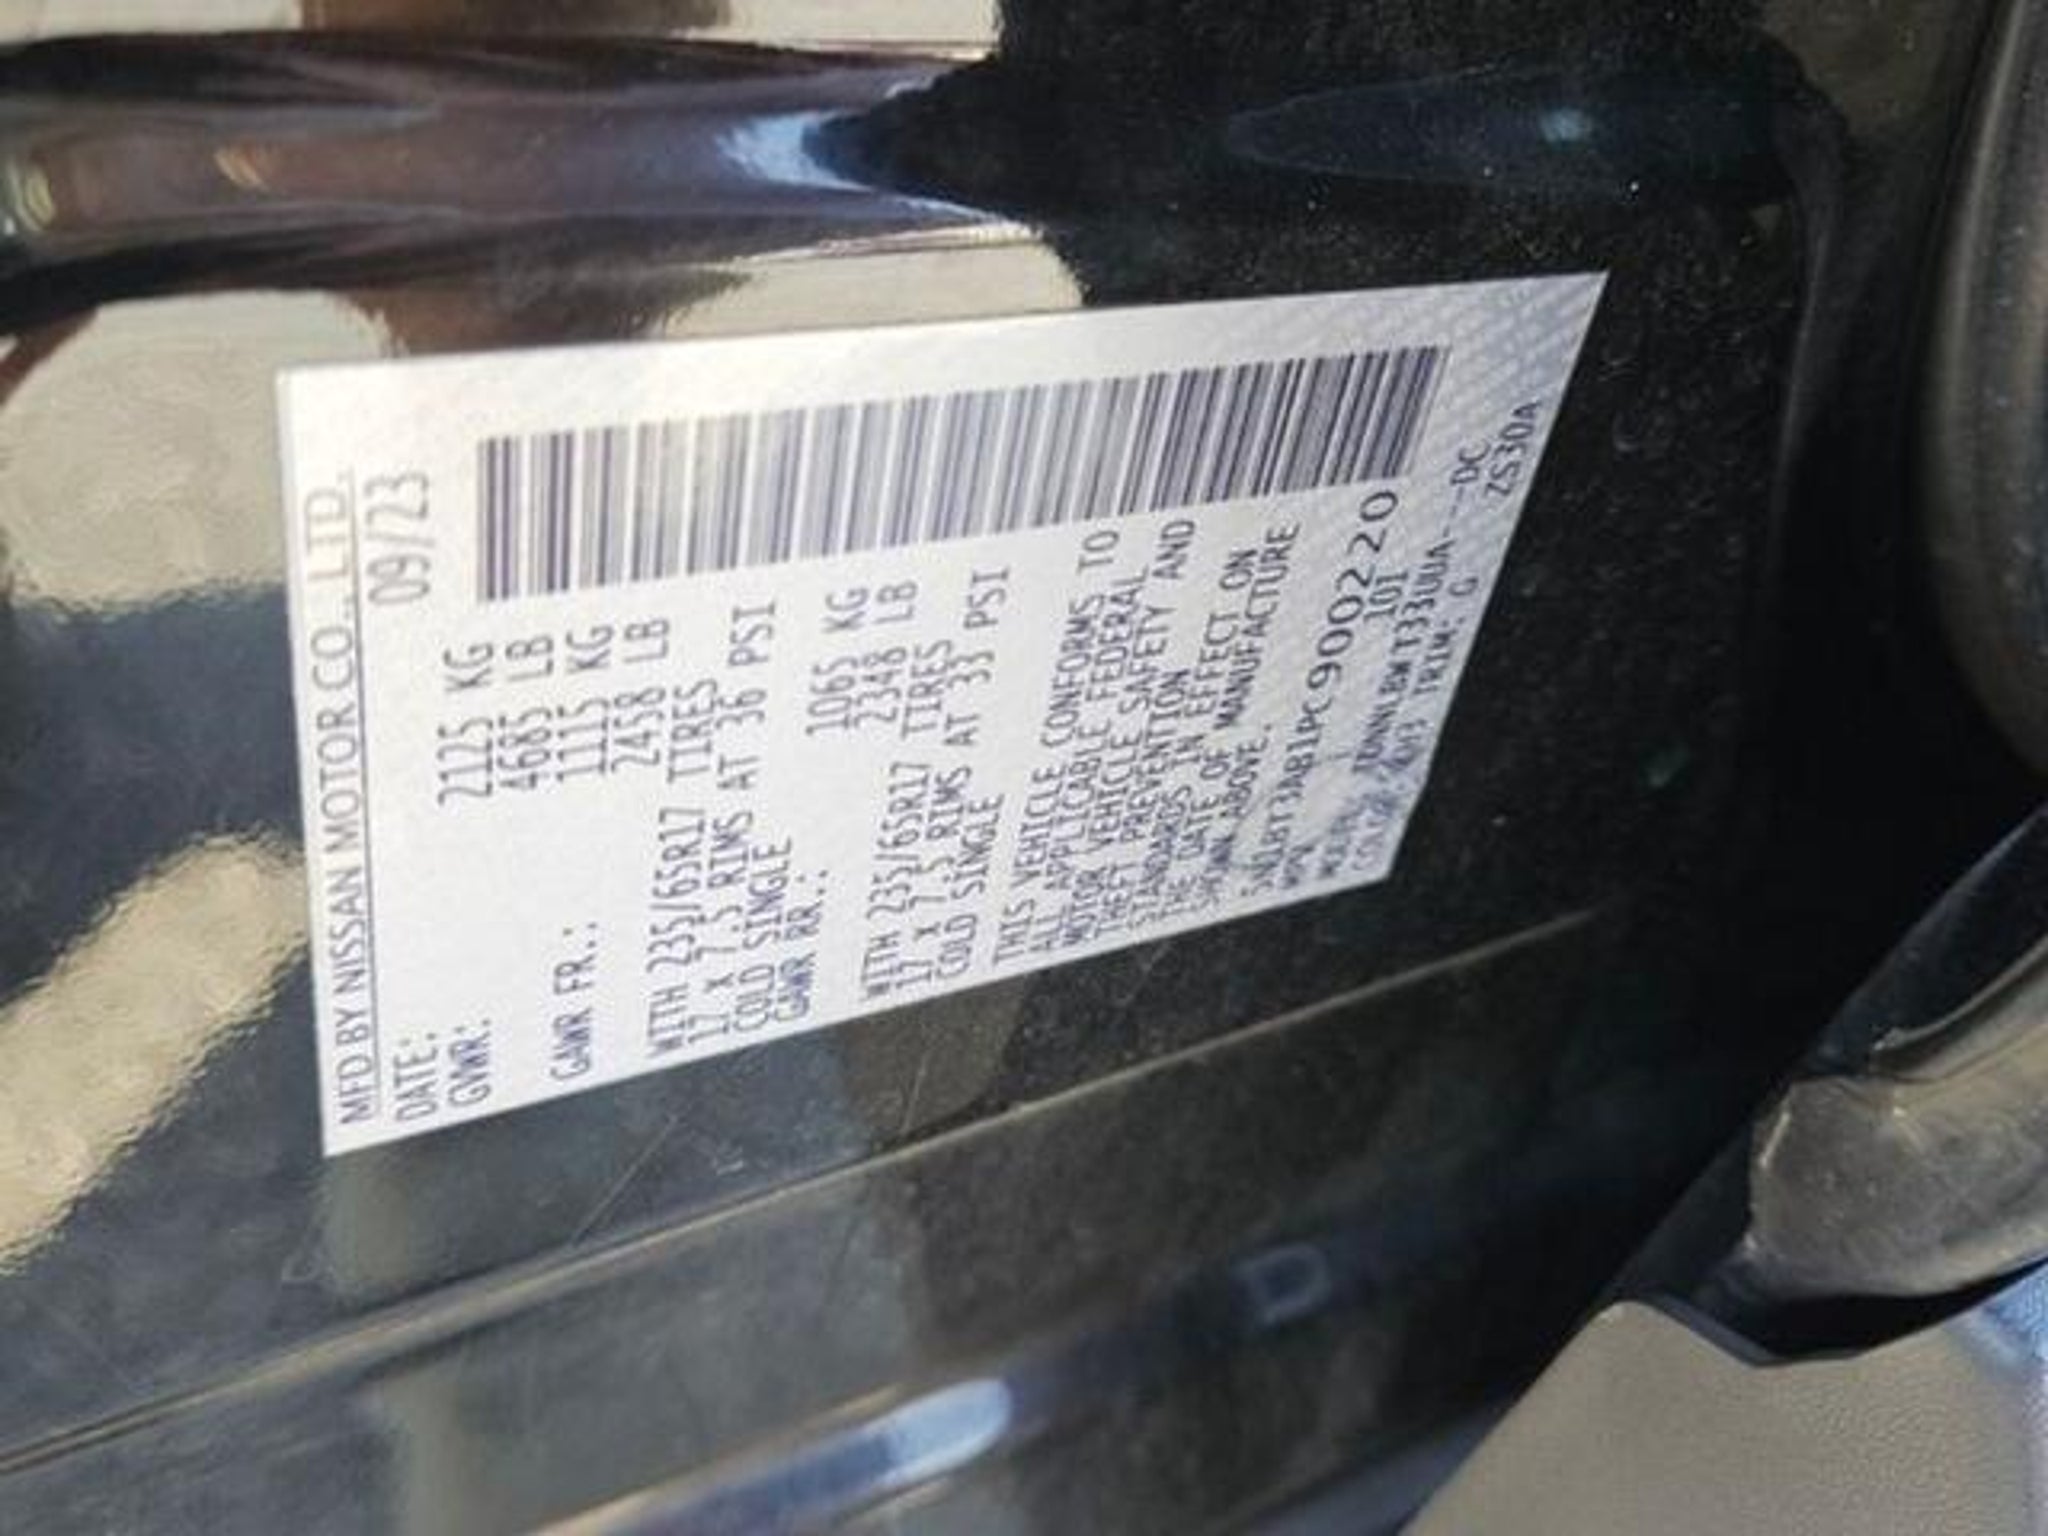 MFD BY NISSAN MOTOR CO., LTD.
DATE: 09/23
GVWR: 2125 KG
4685 LB
GAWR FR.: 1115 KG
2458 LB
WITH 235/65R17 TIRES
17 x 7.5 RIMS AT 36 PSI
COLD SINGLE
GAWR RR.: 1065 KG
2348 LB
WITH 235/65R17 TIRES
17 x 7.5 RIMS AT 33 PSI
COLD SINGLE
THIS VEHICLE CONFORMS TO
ALL APPLICABLE FEDERAL
MOTOR VEHICLE SAFETY AND
THEFT PREVENTION
STANDARDS IN EFFECT ON
THE DATE OF MANUFACTURE
SHOWN ABOVE.
5N1BT3AB1PC900220
MPV 101
MODEL: DC
TRIM: G ZS30A